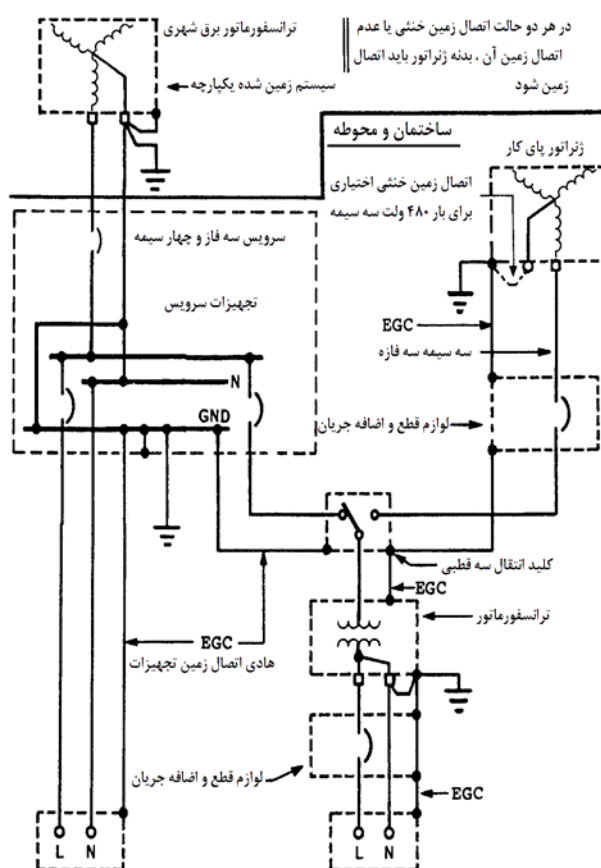 در هر دو حالت اتصال زمین خنثی یا عدم
اتصال زمین آن ، بدنه ژنراتور باید اتصال
زمین شود
ترانسفورماتور برق شهری
سیستم زمین شده یکپارچه
ساختمان و محوطه
ژنراتور پای کار
اتصال زمین خنثی اختیاری
برای بار ۴۸۰ ولت سه سیمه
سرویس سه فاز و چهار سیمه
تجهیزات سرویس
EGC
سه سیمه سه فازه
N
GND
لوازم قطع و اضافه جریان
کلید انتقال سه قطبی
EGC
ترانسفورماتور
EGC
هادی اتصال زمین تجهیزات
لوازم قطع و اضافه جریان
EGC
L N
L N